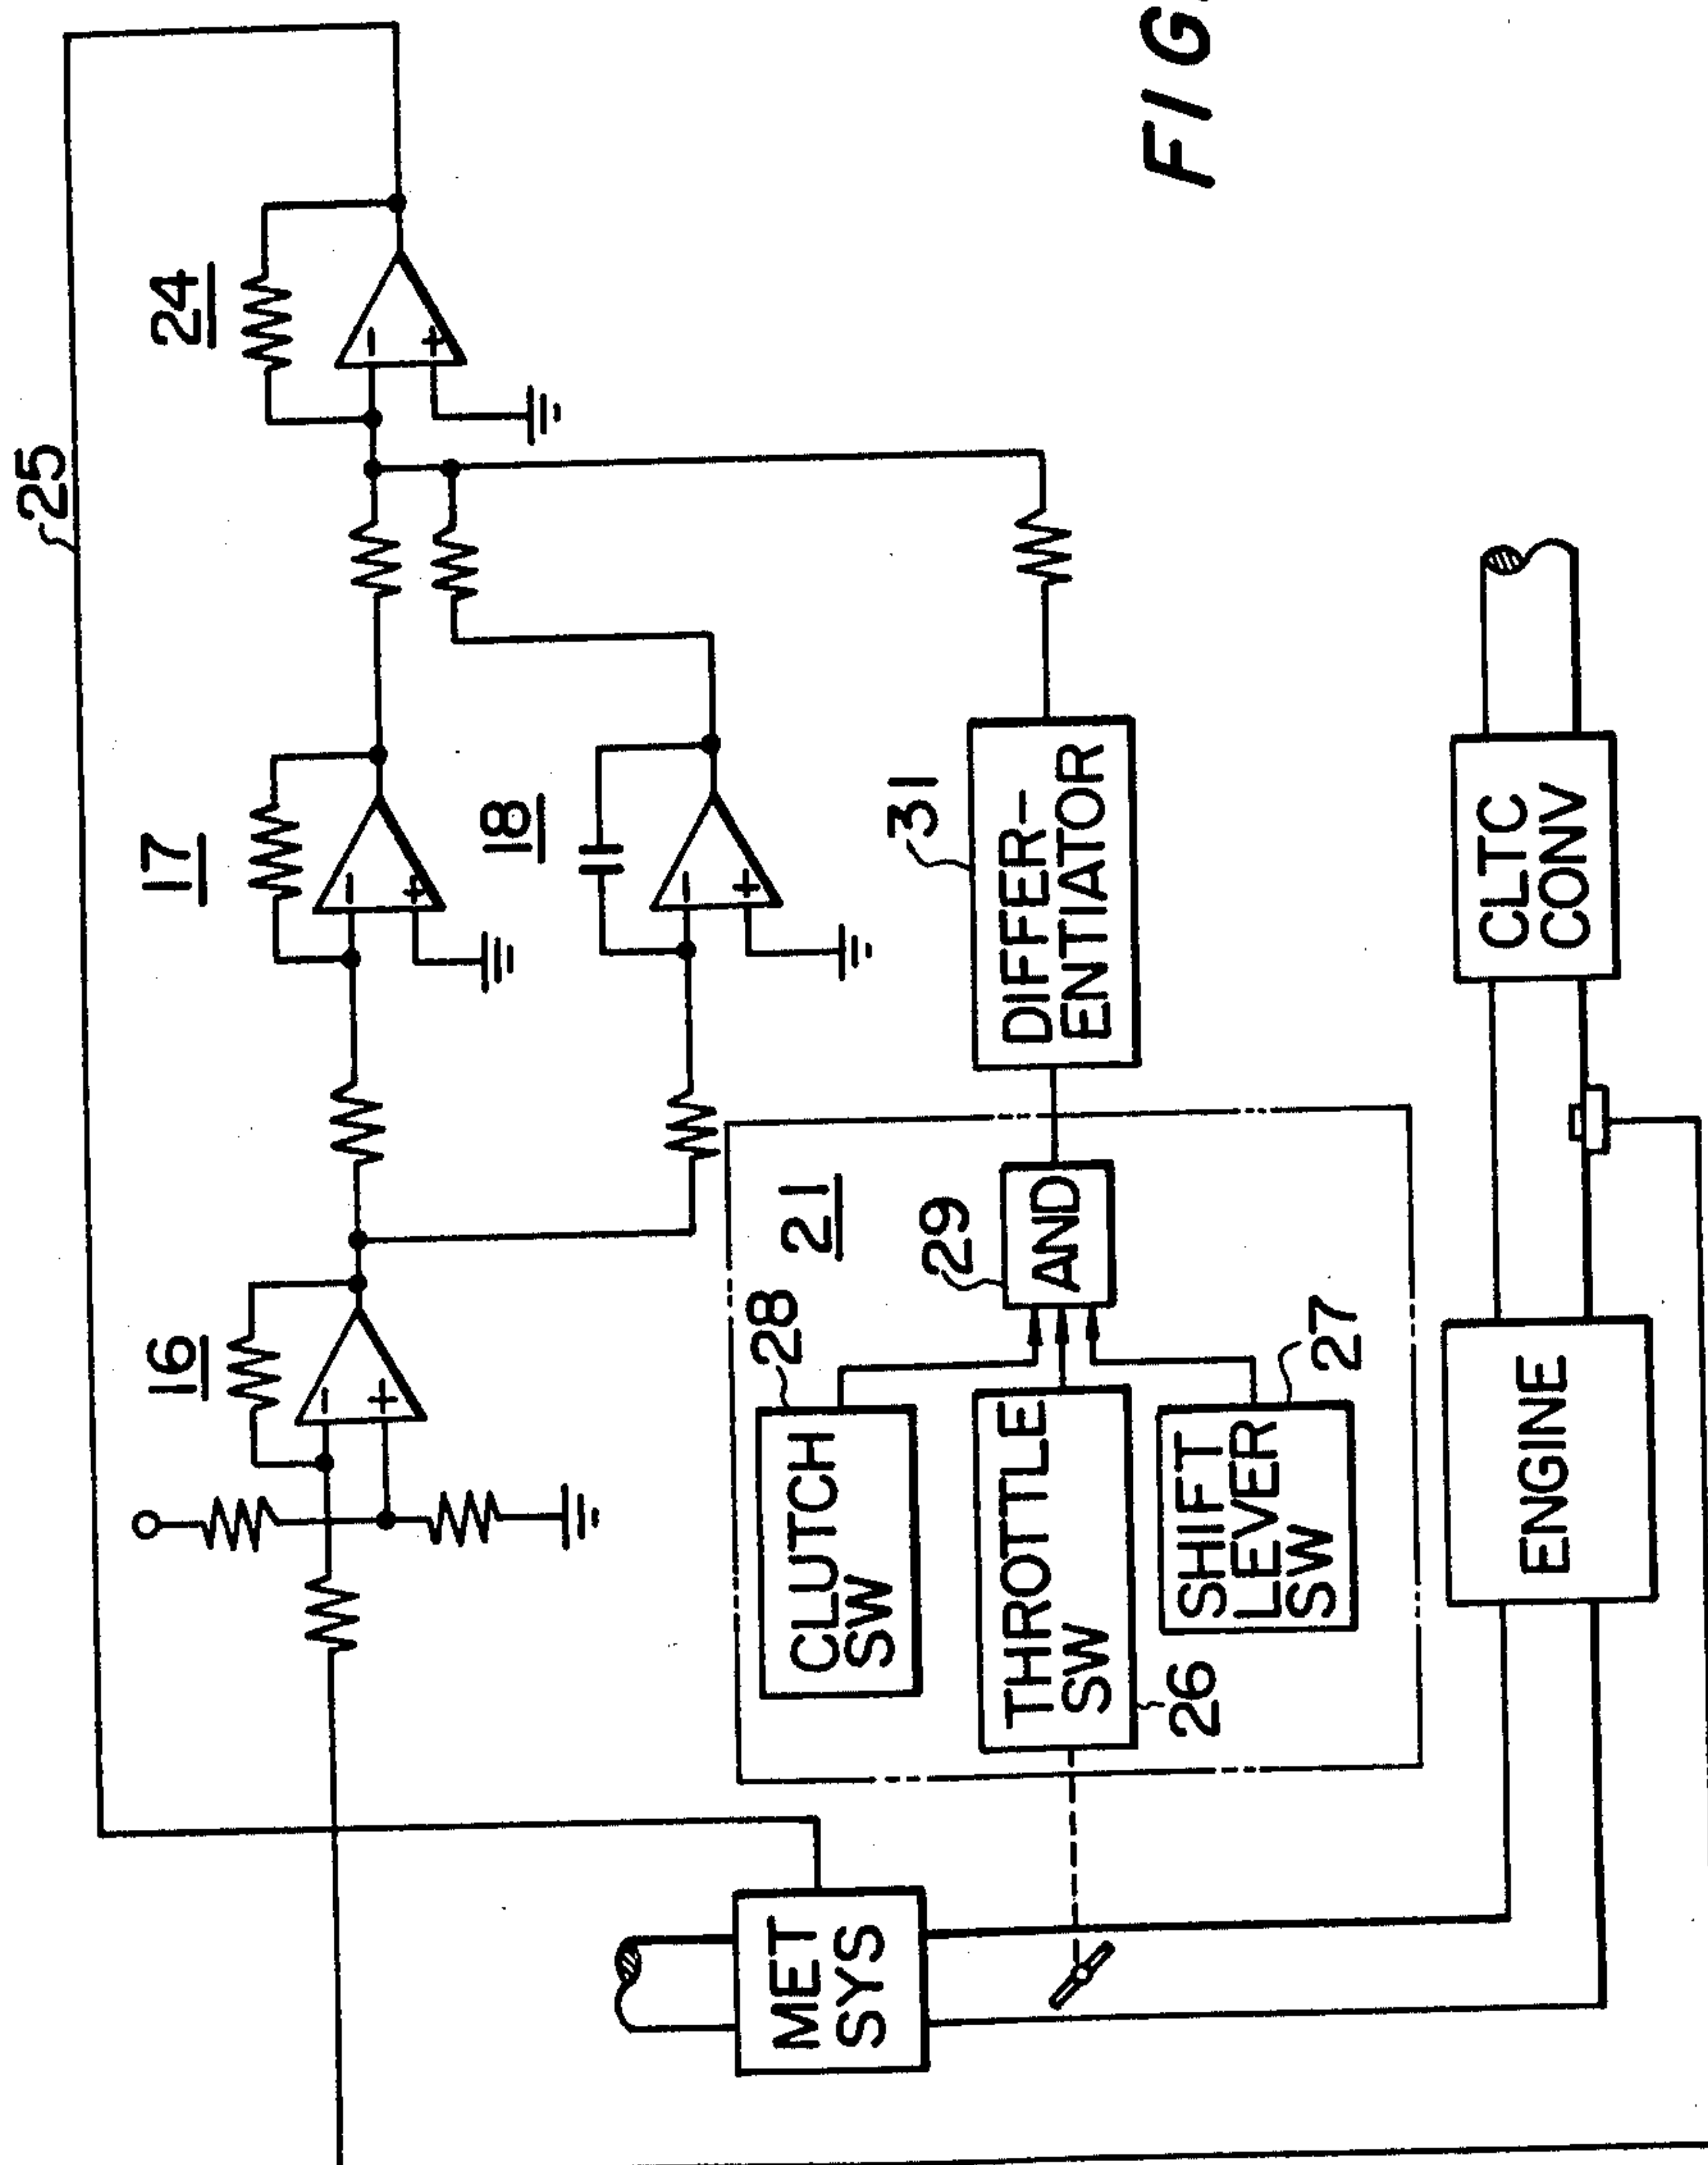 25
24
17
16
18
31
DIFFER-
ENTIATOR
21
29
AND
28
CLUTCH
SW
THROTTLE
SW
26
27
SHIFT
LEVER
SW
MET
SYS
ENGINE
CLTC
CONV
FIG.
-
+
-
+
-
+
-
+